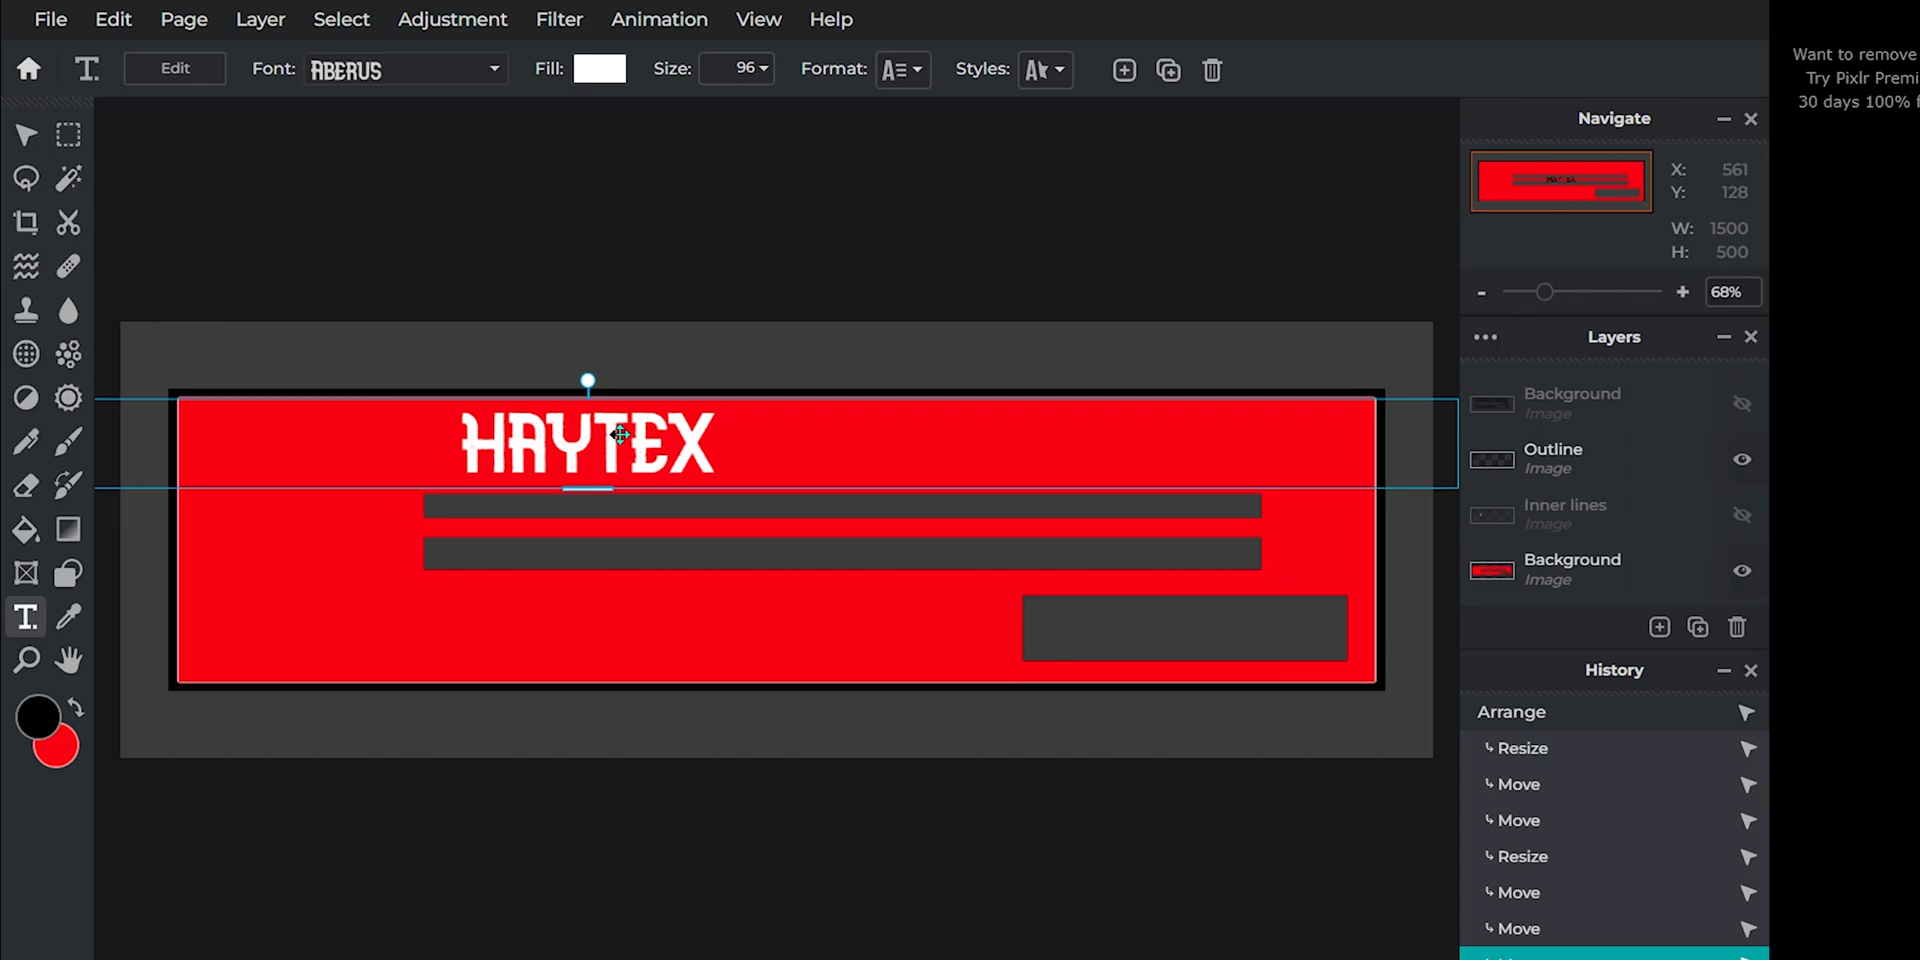 File Edit Page Layer Select Adjustment Filter Animation View Help
Edit Font: ABERUS Fill: Size: 96 Format: A Styles: A
Want to remove
Try Pixlr Premi
30 days 100% f
Navigate
X: 561
Y: 128
W: 1500
H: 500
- + 68%
Layers
Background
Image
Outline
Image
Inner lines
Image
Background
Image
HAYTEX
History
Arrange
Resize
Move
Move
Resize
Move
Move